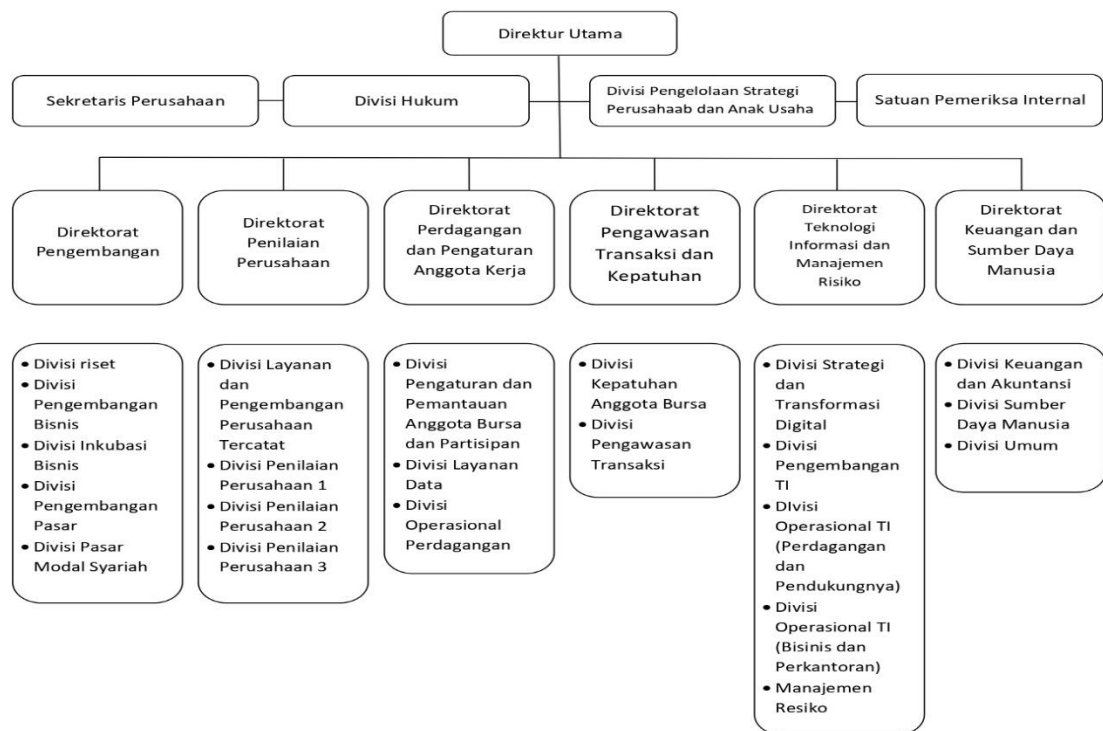 Direktur Utama
Sekretaris Perusahaan
Divisi Hukum
Divisi Pengelolaan Strategi
Perusahaab dan Anak Usaha
Satuan Pemeriksa Internal
Direktorat
Pengembangan
Direktorat
Penilaian
Perusahaan
Direktorat
Perdagangan
dan Pengaturan
Anggota Kerja
Direktorat
Pengawasan
Transaksi dan
Kepatuhan
Direktorat
Teknologi
Informasi dan
Manajemen
Risiko
Direktorat
Keuangan dan
Sumber Daya
Manusia
• Divisi riset
• Divisi
Pengembangan
Bisnis
• Divisi Inkubasi
Bisnis
• Divisi
Pengembangan
Pasar
• Divisi Pasar
Modal Syariah
• Divisi Layanan
dan
Pengembangan
Perusahaan
Tercatat
• Divisi Penilaian
Perusahaan 1
• Divisi Penilaian
Perusahaan 2
• Divisi Penilaian
Perusahaan 3
• Divisi
Pengaturan dan
Pemantauan
Anggota Bursa
dan Partisipan
• Divisi Layanan
Data
• Divisi
Operasional
Perdagangan
• Divisi
Kepatuhan
Anggota Bursa
• Divisi
Pengawasan
Transaksi
• Divisi Strategi
dan
Transformasi
Digital
• Divisi
Pengembangan
TI
• DIvisi
Operasional TI
(Perdagangan
dan
Pendukungnya)
• Divisi
Operasional TI
(Bisinis dan
Perkantoran)
• Manajemen
Resiko
• Divisi Keuangan
dan Akuntansi
• Divisi Sumber
Daya Manusia
• Divisi Umum